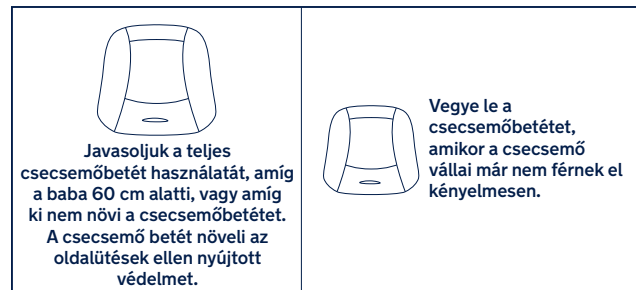 Javasoljuk a teljes
csecsemőbetét használatát, amíg
a baba 60 cm alatti, vagy amíg
ki nem növi a csecsemőbetétet.
A csecsemő betét növeli az
oldalütések ellen nyújtott
védelmet.
Vegye le a
csecsemőbetétet,
amikor a csecsemő
vállai már nem férnek el
kényelmesen.